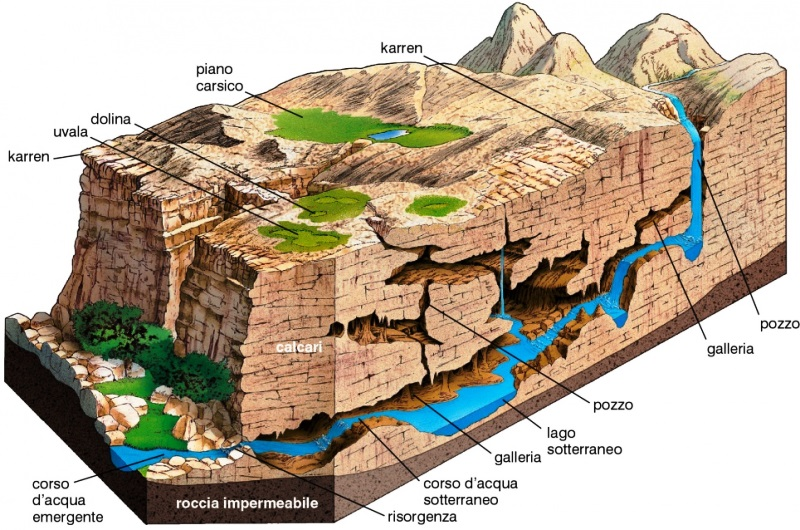 karren
piano
carsico
dolina
uvala
karren
pozzo
calcari
galleria
pozzo
lago
sotterraneo
galleria
corso
d'acqua
emergente
corso d'acqua
sotterraneo
roccia impermeabile
risorgenza